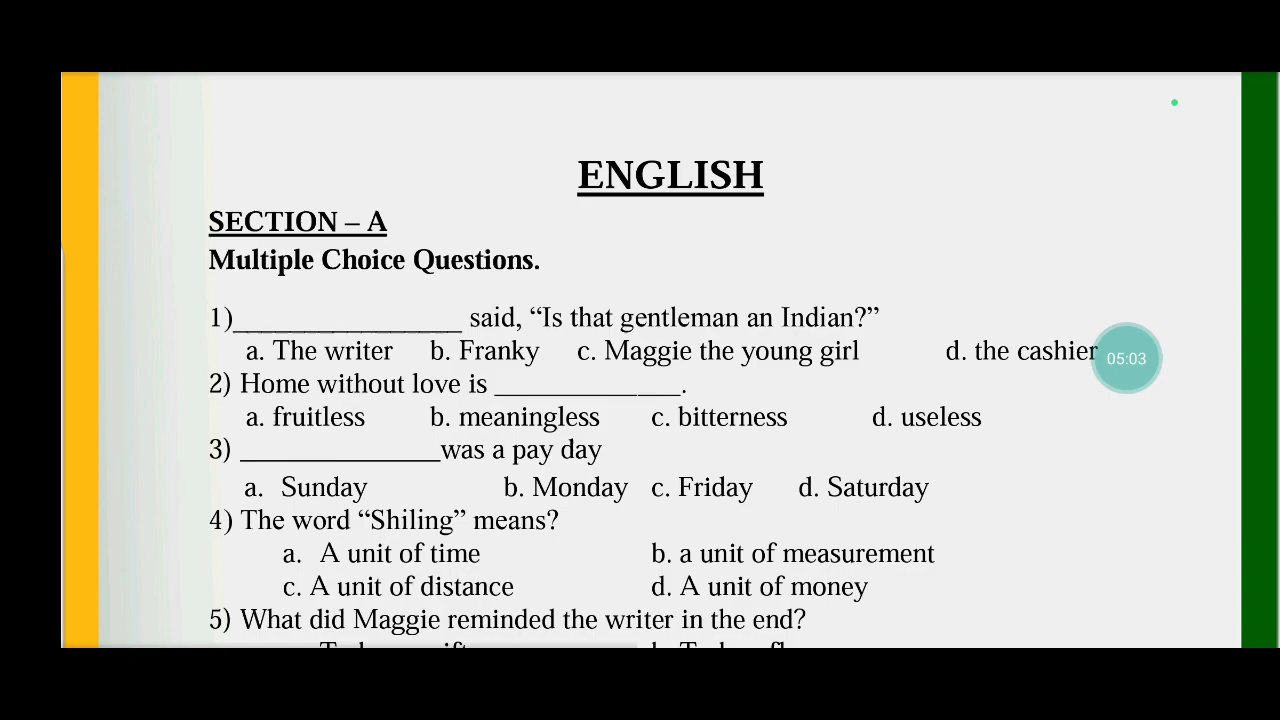 ENGLISH
SECTION – A
Multiple Choice Questions.
1)_________________ said, “Is that gentleman an Indian?”
a. The writer b. Franky c. Maggie the young girl d. the cashier
05:03
2) Home without love is ______________.
a. fruitless b. meaningless c. bitterness d. useless
3) _______________was a pay day
a. Sunday b. Monday c. Friday d. Saturday
4) The word “Shiling” means?
a. A unit of time b. a unit of measurement
c. A unit of distance d. A unit of money
5) What did Maggie reminded the writer in the end?